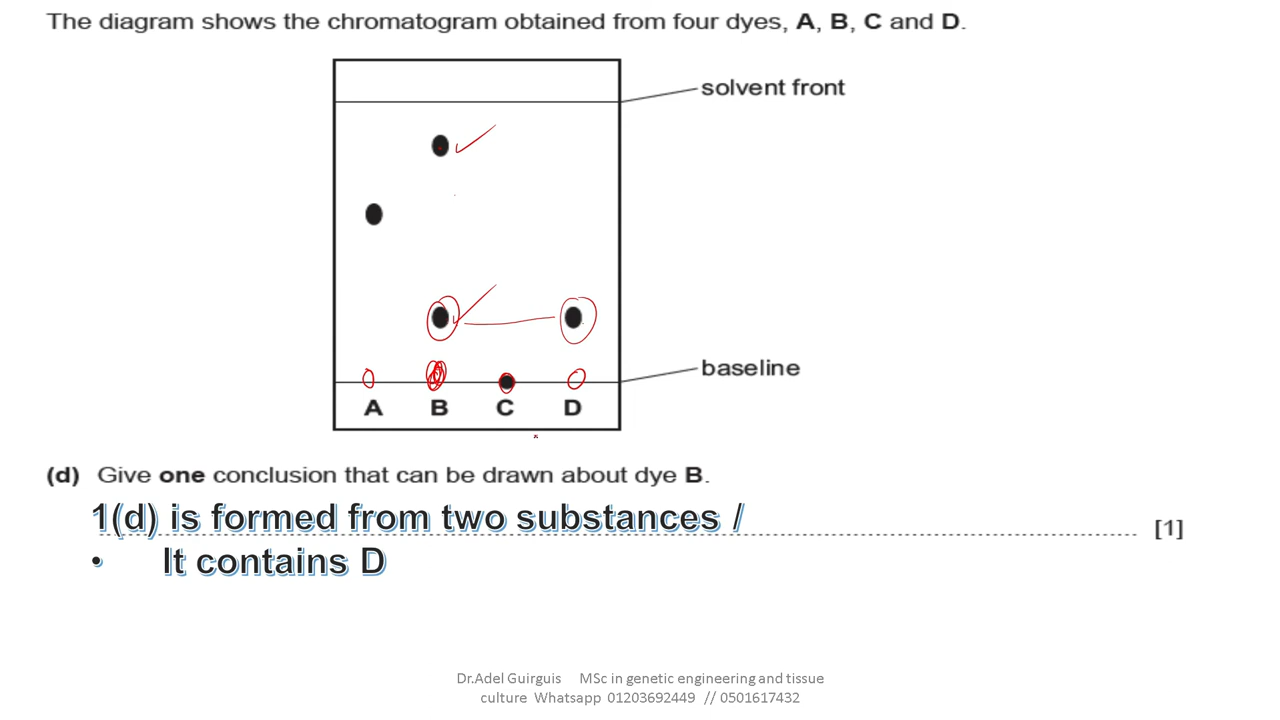 The diagram shows the chromatogram obtained from four dyes, A, B, C and D.
solvent front
baseline
A B C D
(d) Give one conclusion that can be drawn about dye B.
1(d) is formed from two substances /
[1]
• It contains D
Dr.Adel Guirguis MSc in genetic engineering and tissue
culture Whatsapp 01203692449 // 0501617432